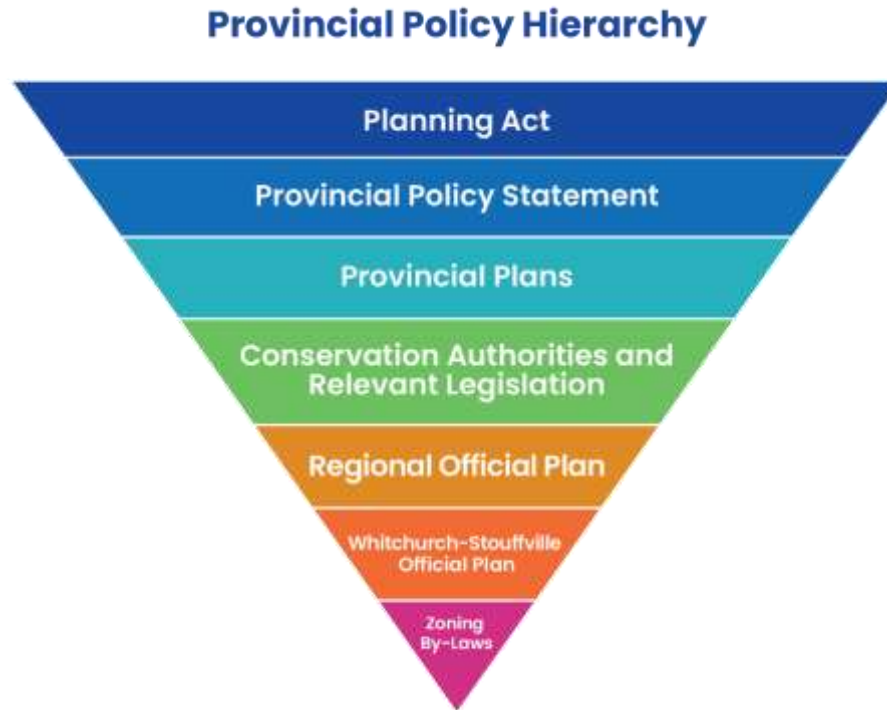 Provincial Policy Hierarchy
Planning Act
Provincial Policy Statement
Provincial Plans
Conservation Authorities and
Relevant Legislation
Regional Official Plan
Whitchurch-Stouffville
Official Plan
Zoning
By-Laws